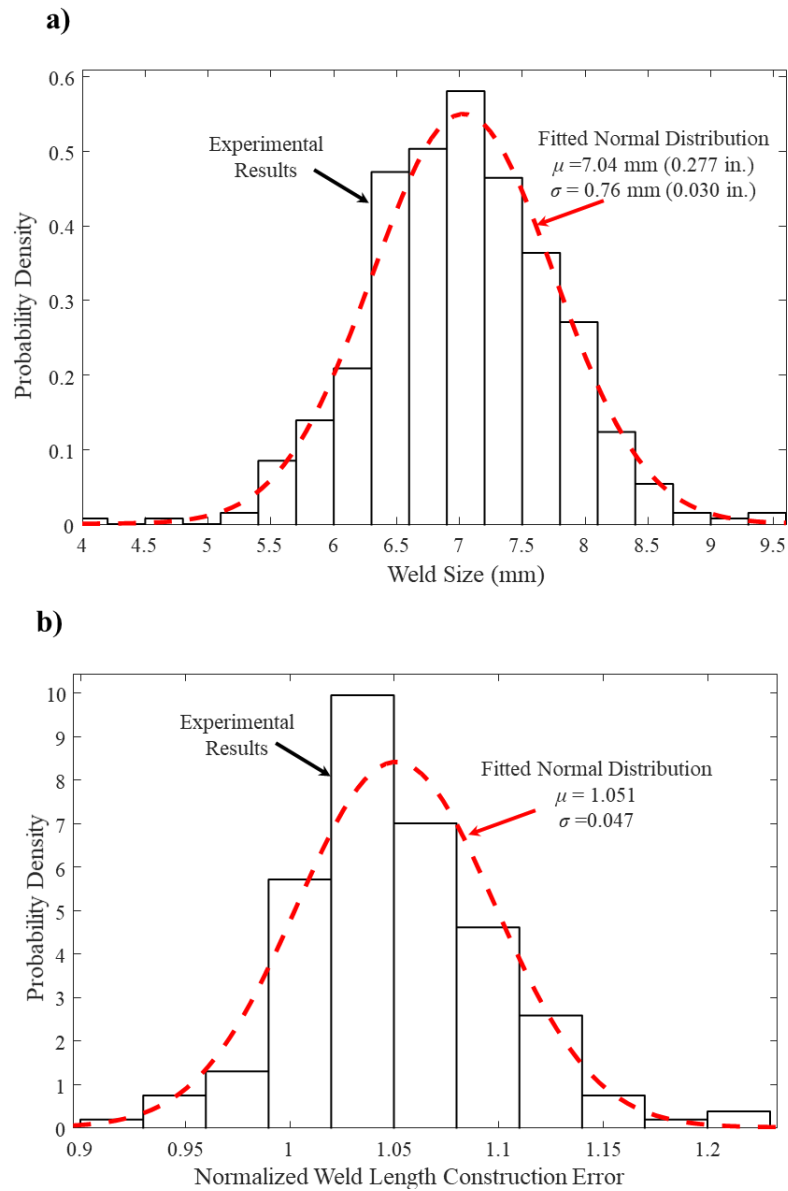 a)
Probability Density
0.6
0.5
0.4
0.3
0.2
0.1
0
Experimental
Results
Fitted Normal Distribution
μ =7.04 mm (0.277 in.)
σ = 0.76 mm (0.030 in.)
4 4.5 5 5.5 6 6.5 7 7.5 8 8.5 9 9.5
Weld Size (mm)
b)
Probability Density
10
9
8
7
6
5
4
3
2
1
0
Experimental
Results
Fitted Normal Distribution
μ = 1.051
σ =0.047
0.9 0.95 1 1.05 1.1 1.15 1.2
Normalized Weld Length Construction Error